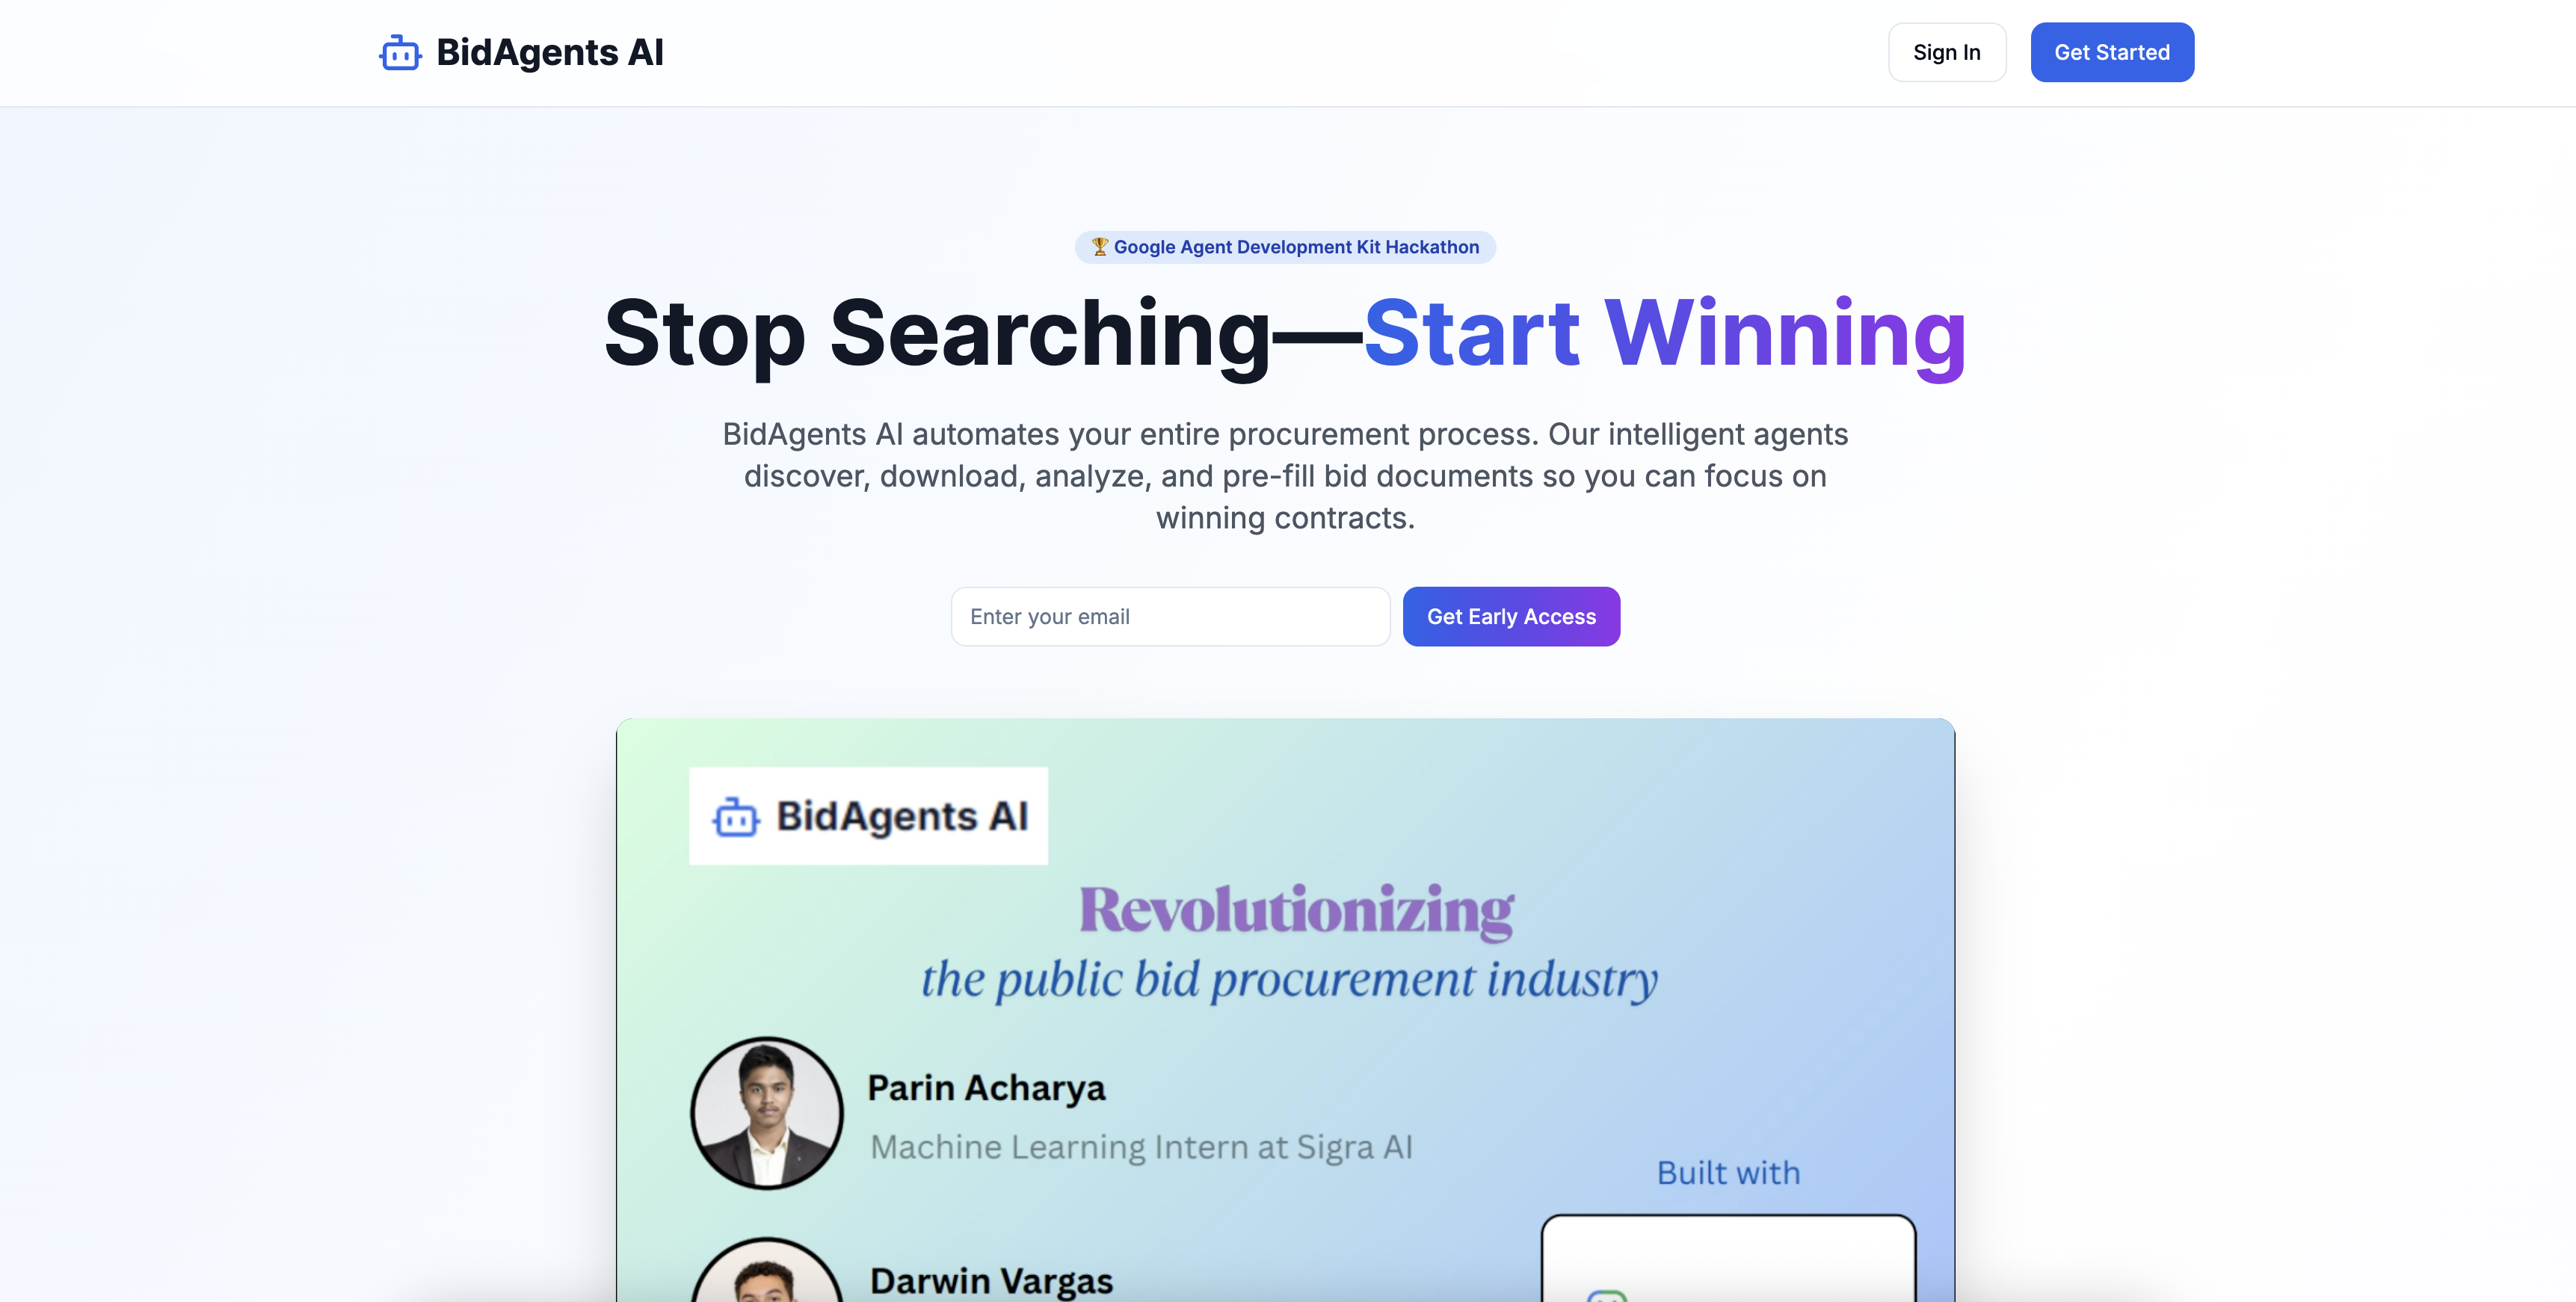 BidAgents AI
Sign In
Get Started
🏆 Google Agent Development Kit Hackathon
Stop Searching—Start Winning
BidAgents AI automates your entire procurement process. Our intelligent agents
discover, download, analyze, and pre-fill bid documents so you can focus on
winning contracts.
Enter your email
Get Early Access
BidAgents AI
Revolutionizing
the public bid procurement industry
Parin Acharya
Machine Learning Intern at Sigra AI
Built with
Darwin Vargas